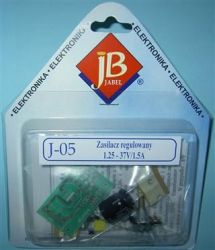 ELEKTRONIKA • ELEKTRONIKA
ELEKTRONIKA • ELEKTRONIKA
JB
JABEL
®
J-05
Zasilacz regulowany
1.25 - 37V/1.5A